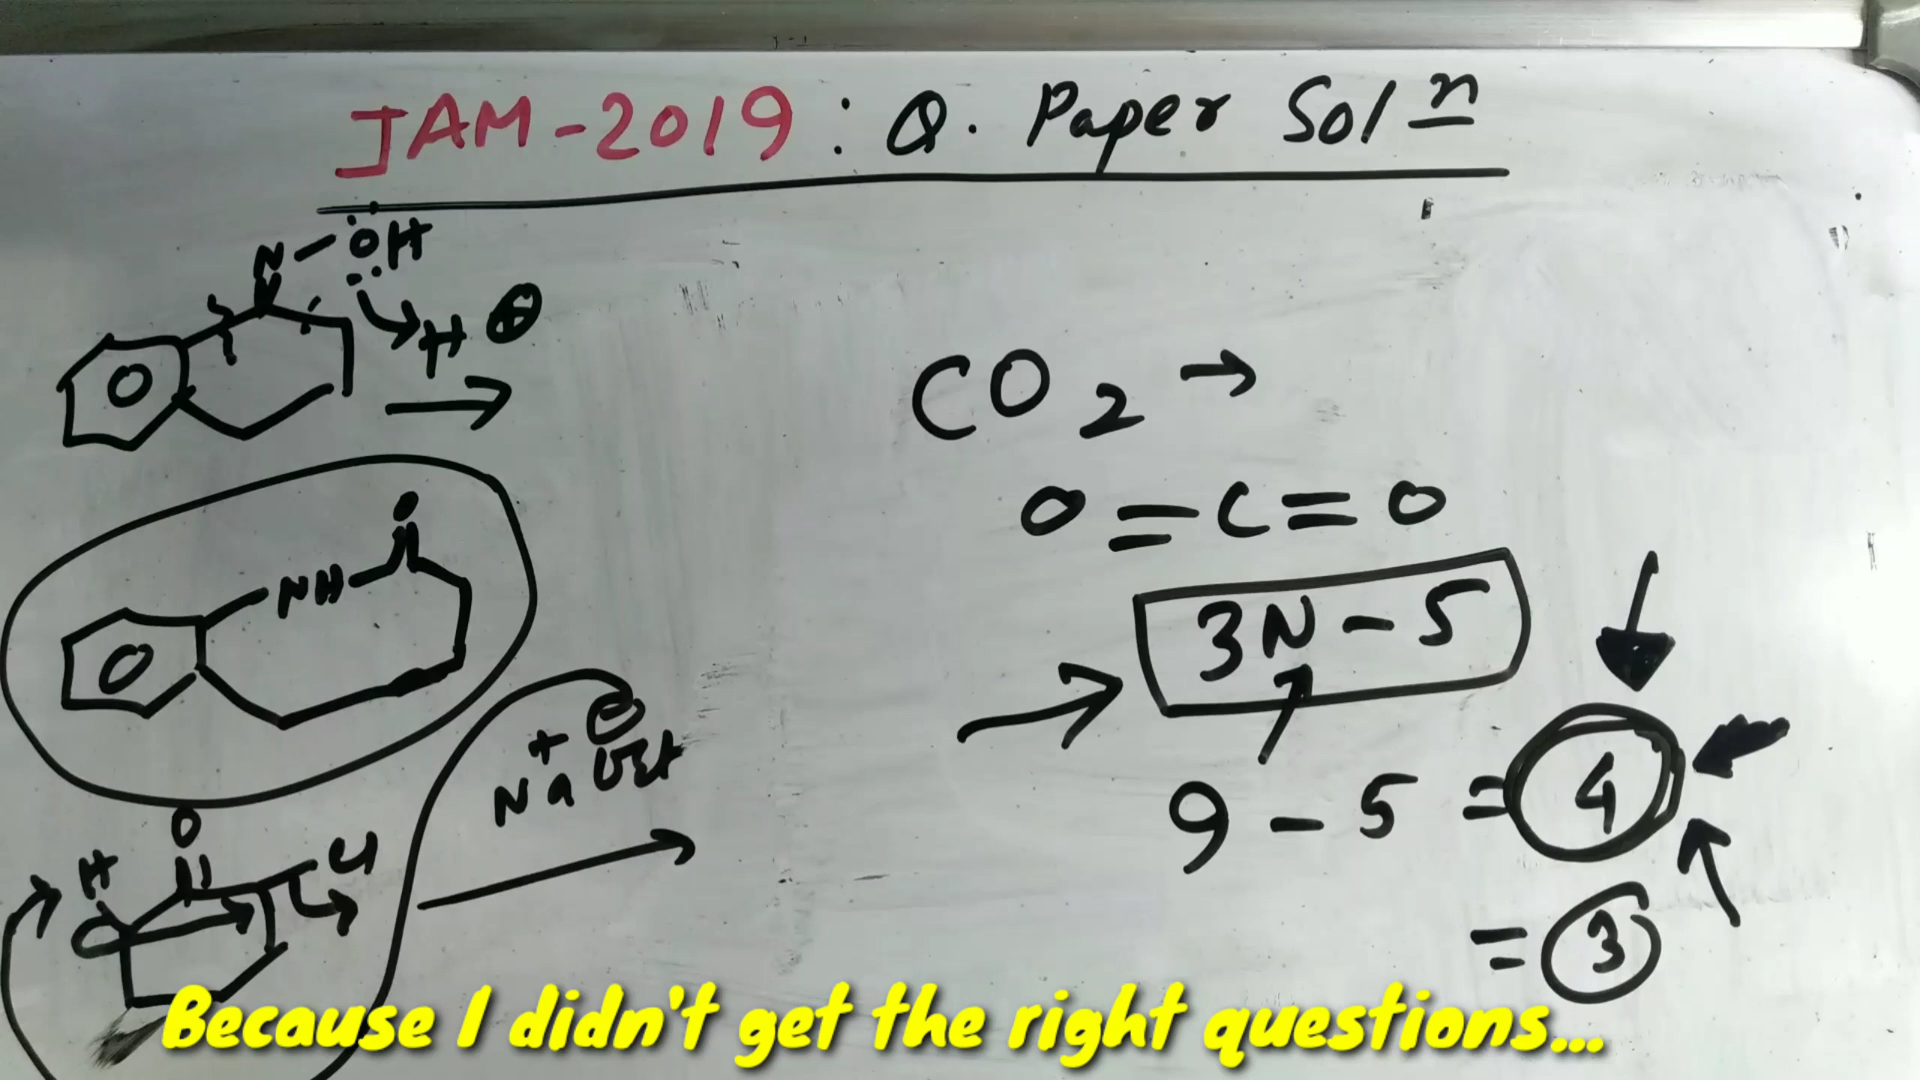 JAM-2019 : Q. Paper Solⁿ
N-OH
H⊕
O
NH
O
O
Na⁺ ⊖OEt
O
H
Cl
CO₂ →
O=C=O
3N-5
9-5 = 4
= 3
Because I didn't get the right questions...